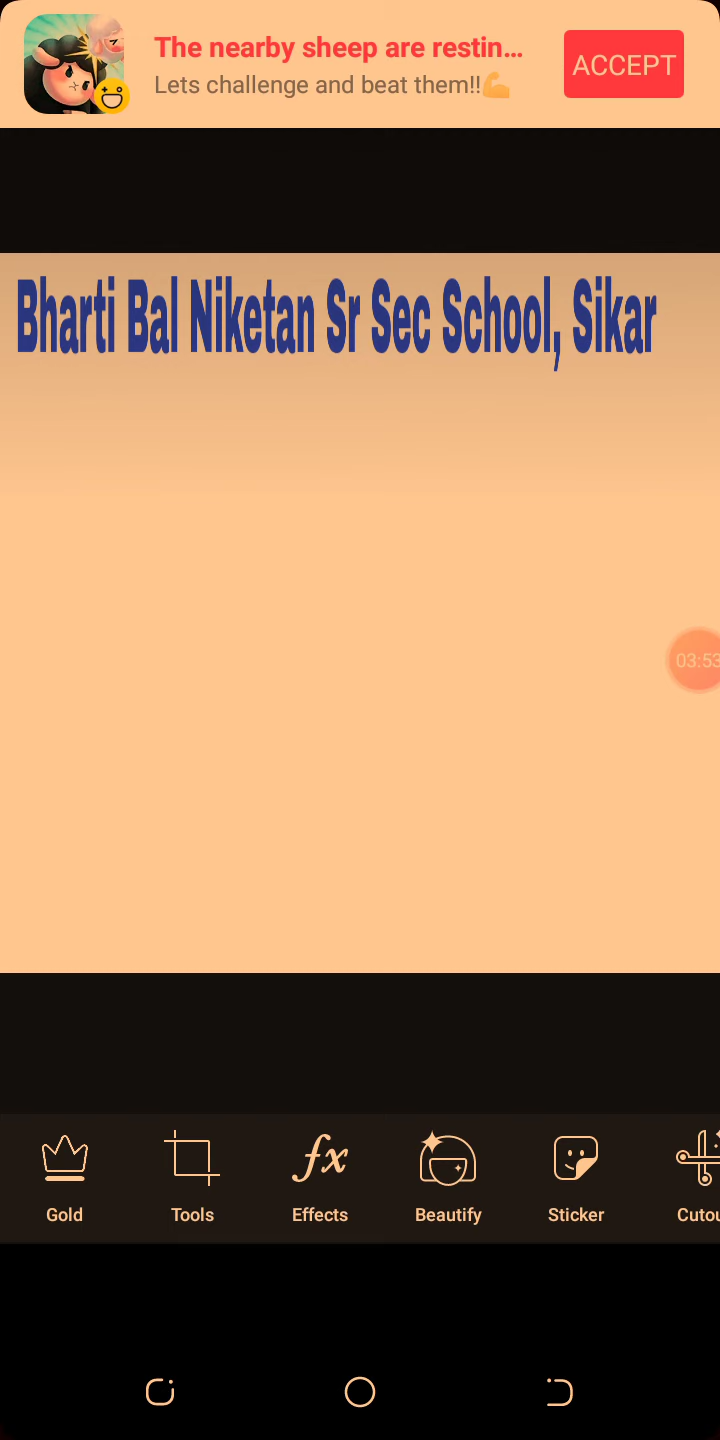 The nearby sheep are restin...
Lets challenge and beat them!!💪
ACCEPT
Bharti Bal Niketan Sr Sec School, Sikar
03:53
Gold
Tools
Effects
Beautify
Sticker
Cutou